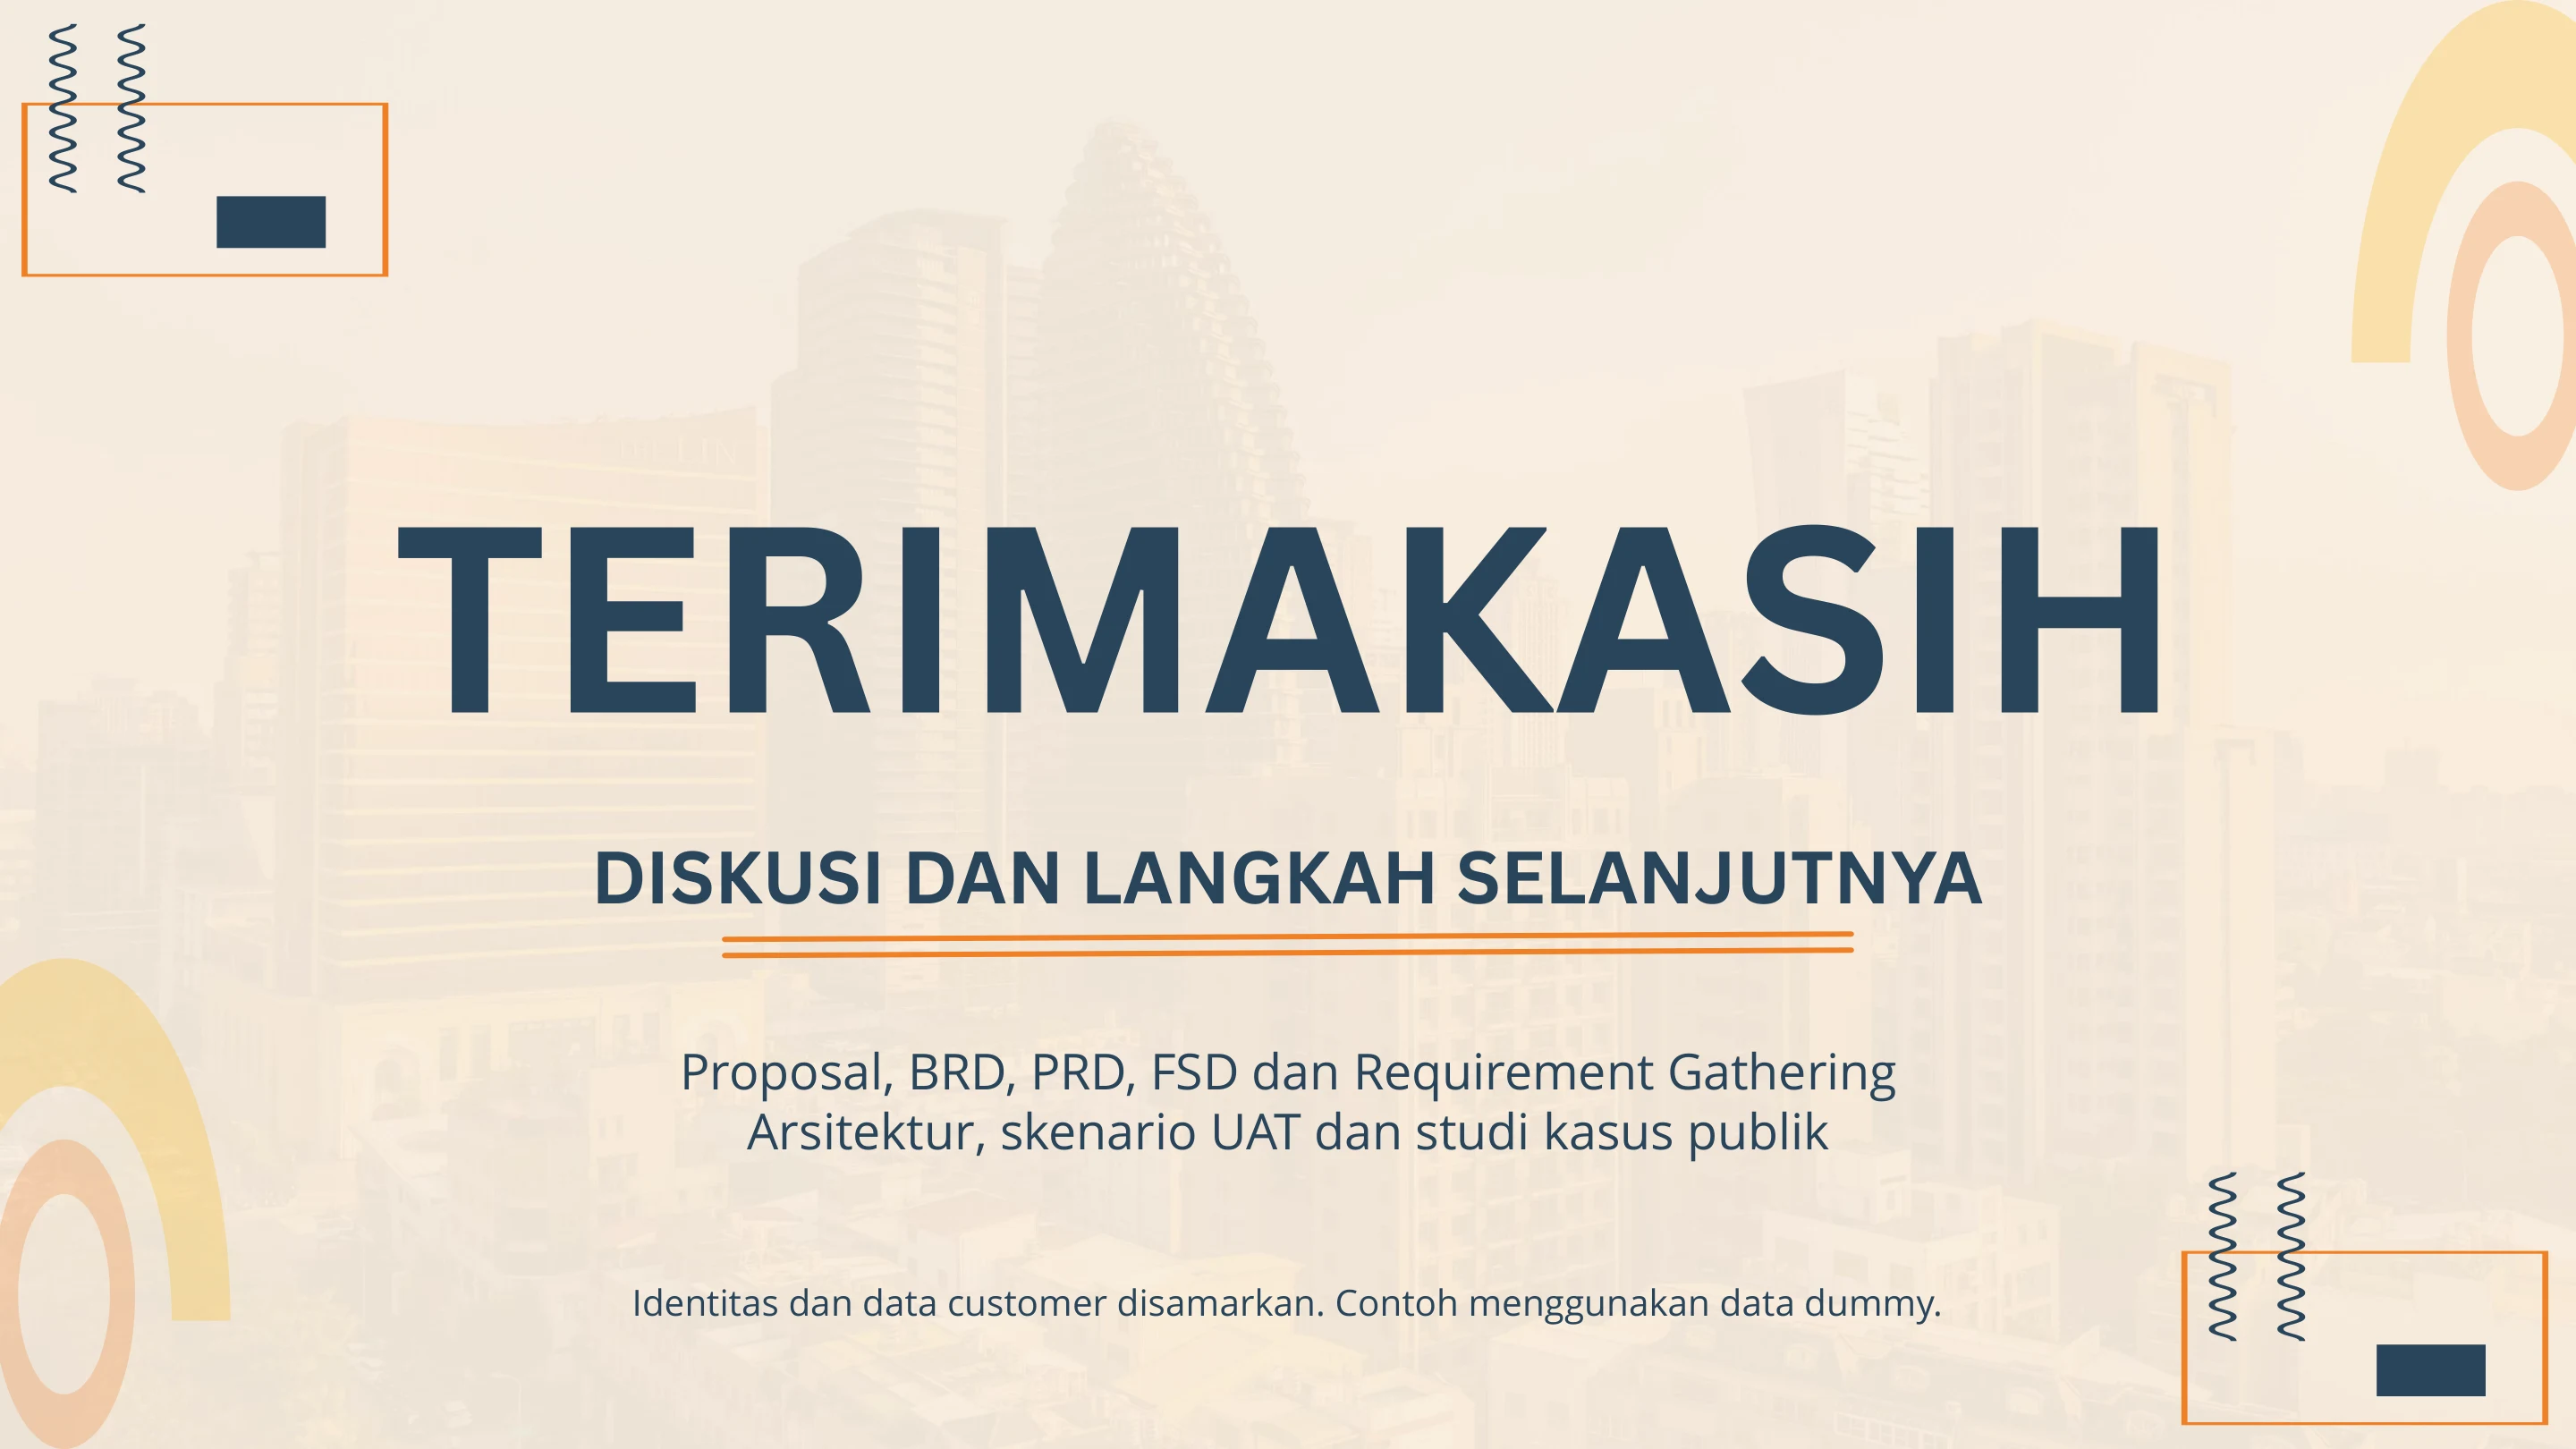 TERIMAKASIH
DISKUSI DAN LANGKAH SELANJUTNYA
Proposal, BRD, PRD, FSD dan Requirement Gathering
Arsitektur, skenario UAT dan studi kasus publik
Identitas dan data customer disamarkan. Contoh menggunakan data dummy.